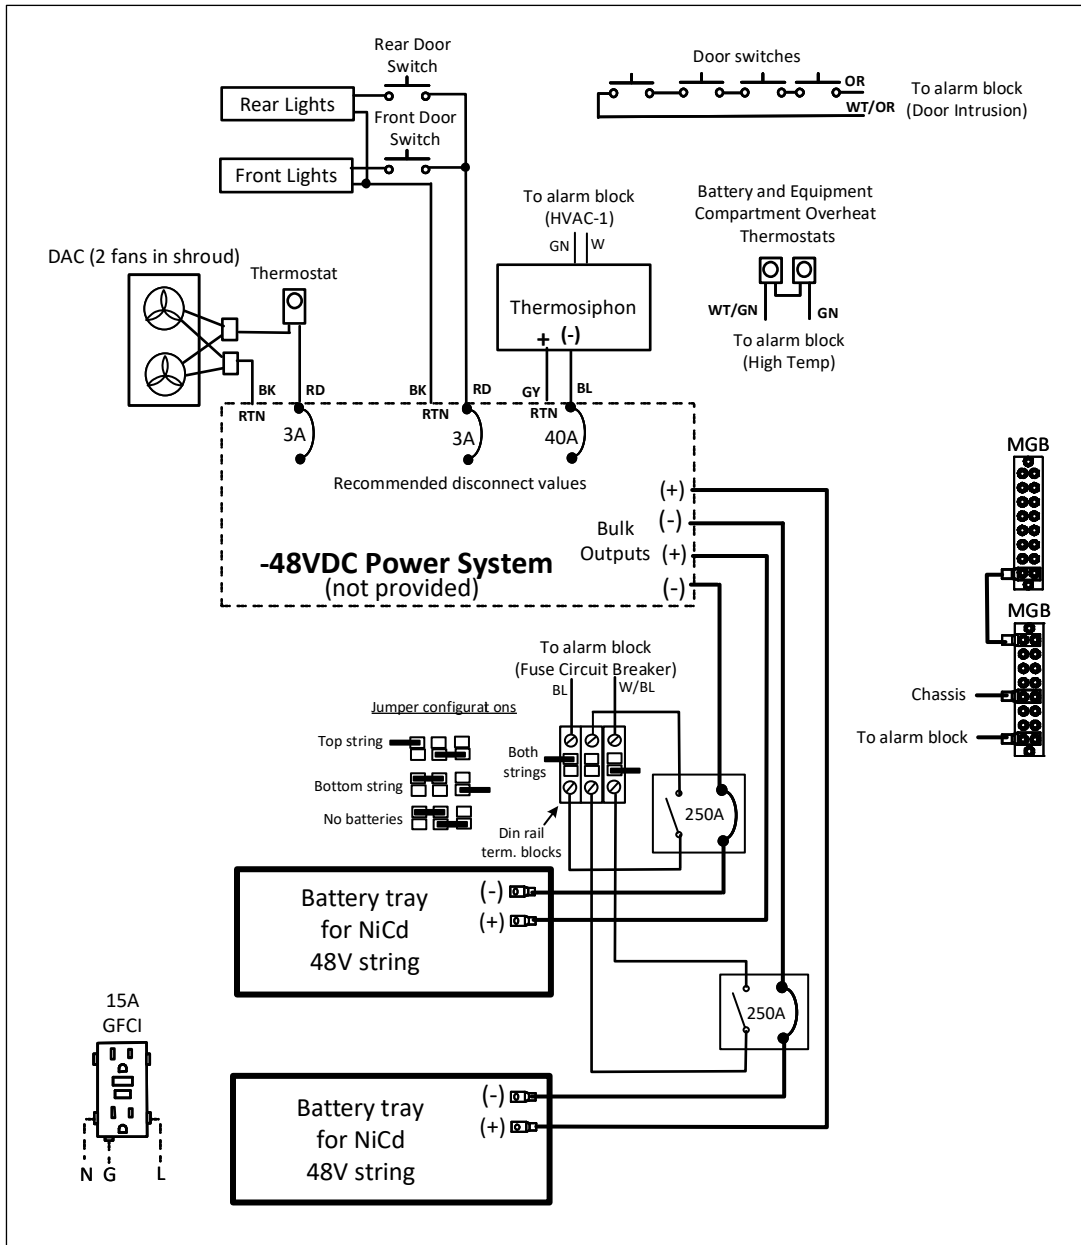 Rear Door
Switch
Rear Lights
Front Door
Switch
Front Lights
Door switches
OR
WT/OR
To alarm block
(Door Intrusion)
To alarm block
(HVAC-1)
GN
W
Thermosiphon
+
(-)
Battery and Equipment
Compartment Overheat
Thermostats
WT/GN
GN
To alarm block
(High Temp)
DAC (2 fans in shroud)
Thermostat
BK
RD
BK
RD
GY
BL
RTN
RTN
RTN
3A
3A
40A
Recommended disconnect values
-48VDC Power System
(not provided)
Bulk
Outputs
(+)
(-)
(+)
(-)
MGB
MGB
Chassis
To alarm block
To alarm block
(Fuse Circuit Breaker)
BL
W/BL
Jumper configurations
Top string
Bottom string
No batteries
Both
strings
Din rail
term. blocks
250A
Battery tray
for NiCd
48V string
(-)
(+)
250A
15A
GFCI
N
G
L
Battery tray
for NiCd
48V string
(-)
(+)